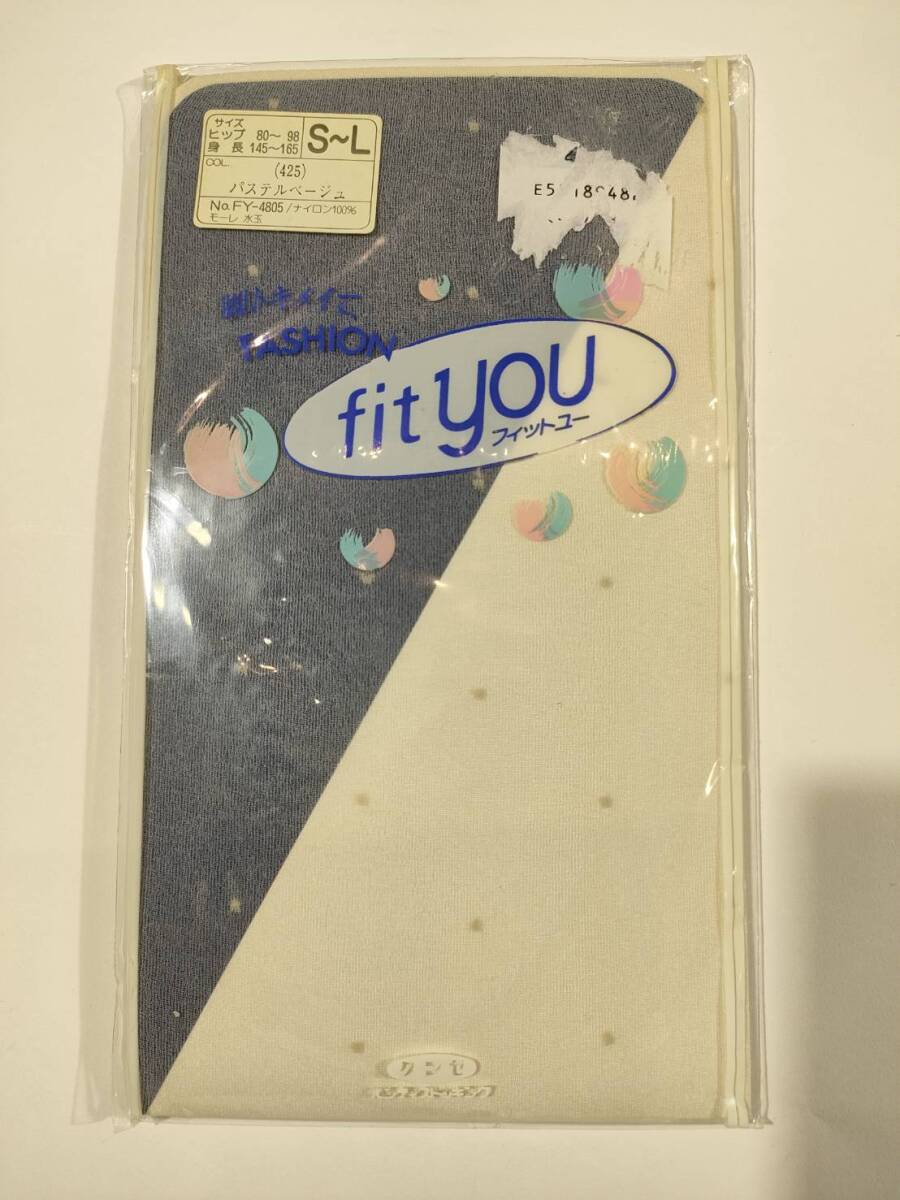 サイズ
ヒップ 80～ 98
身 長 145～165
S～L
COL.
(425)
パステルベージュ
No.FY-4805/ナイロン100%
モーレ 水玉
FASHION
fit you
フィットユー
グンゼ